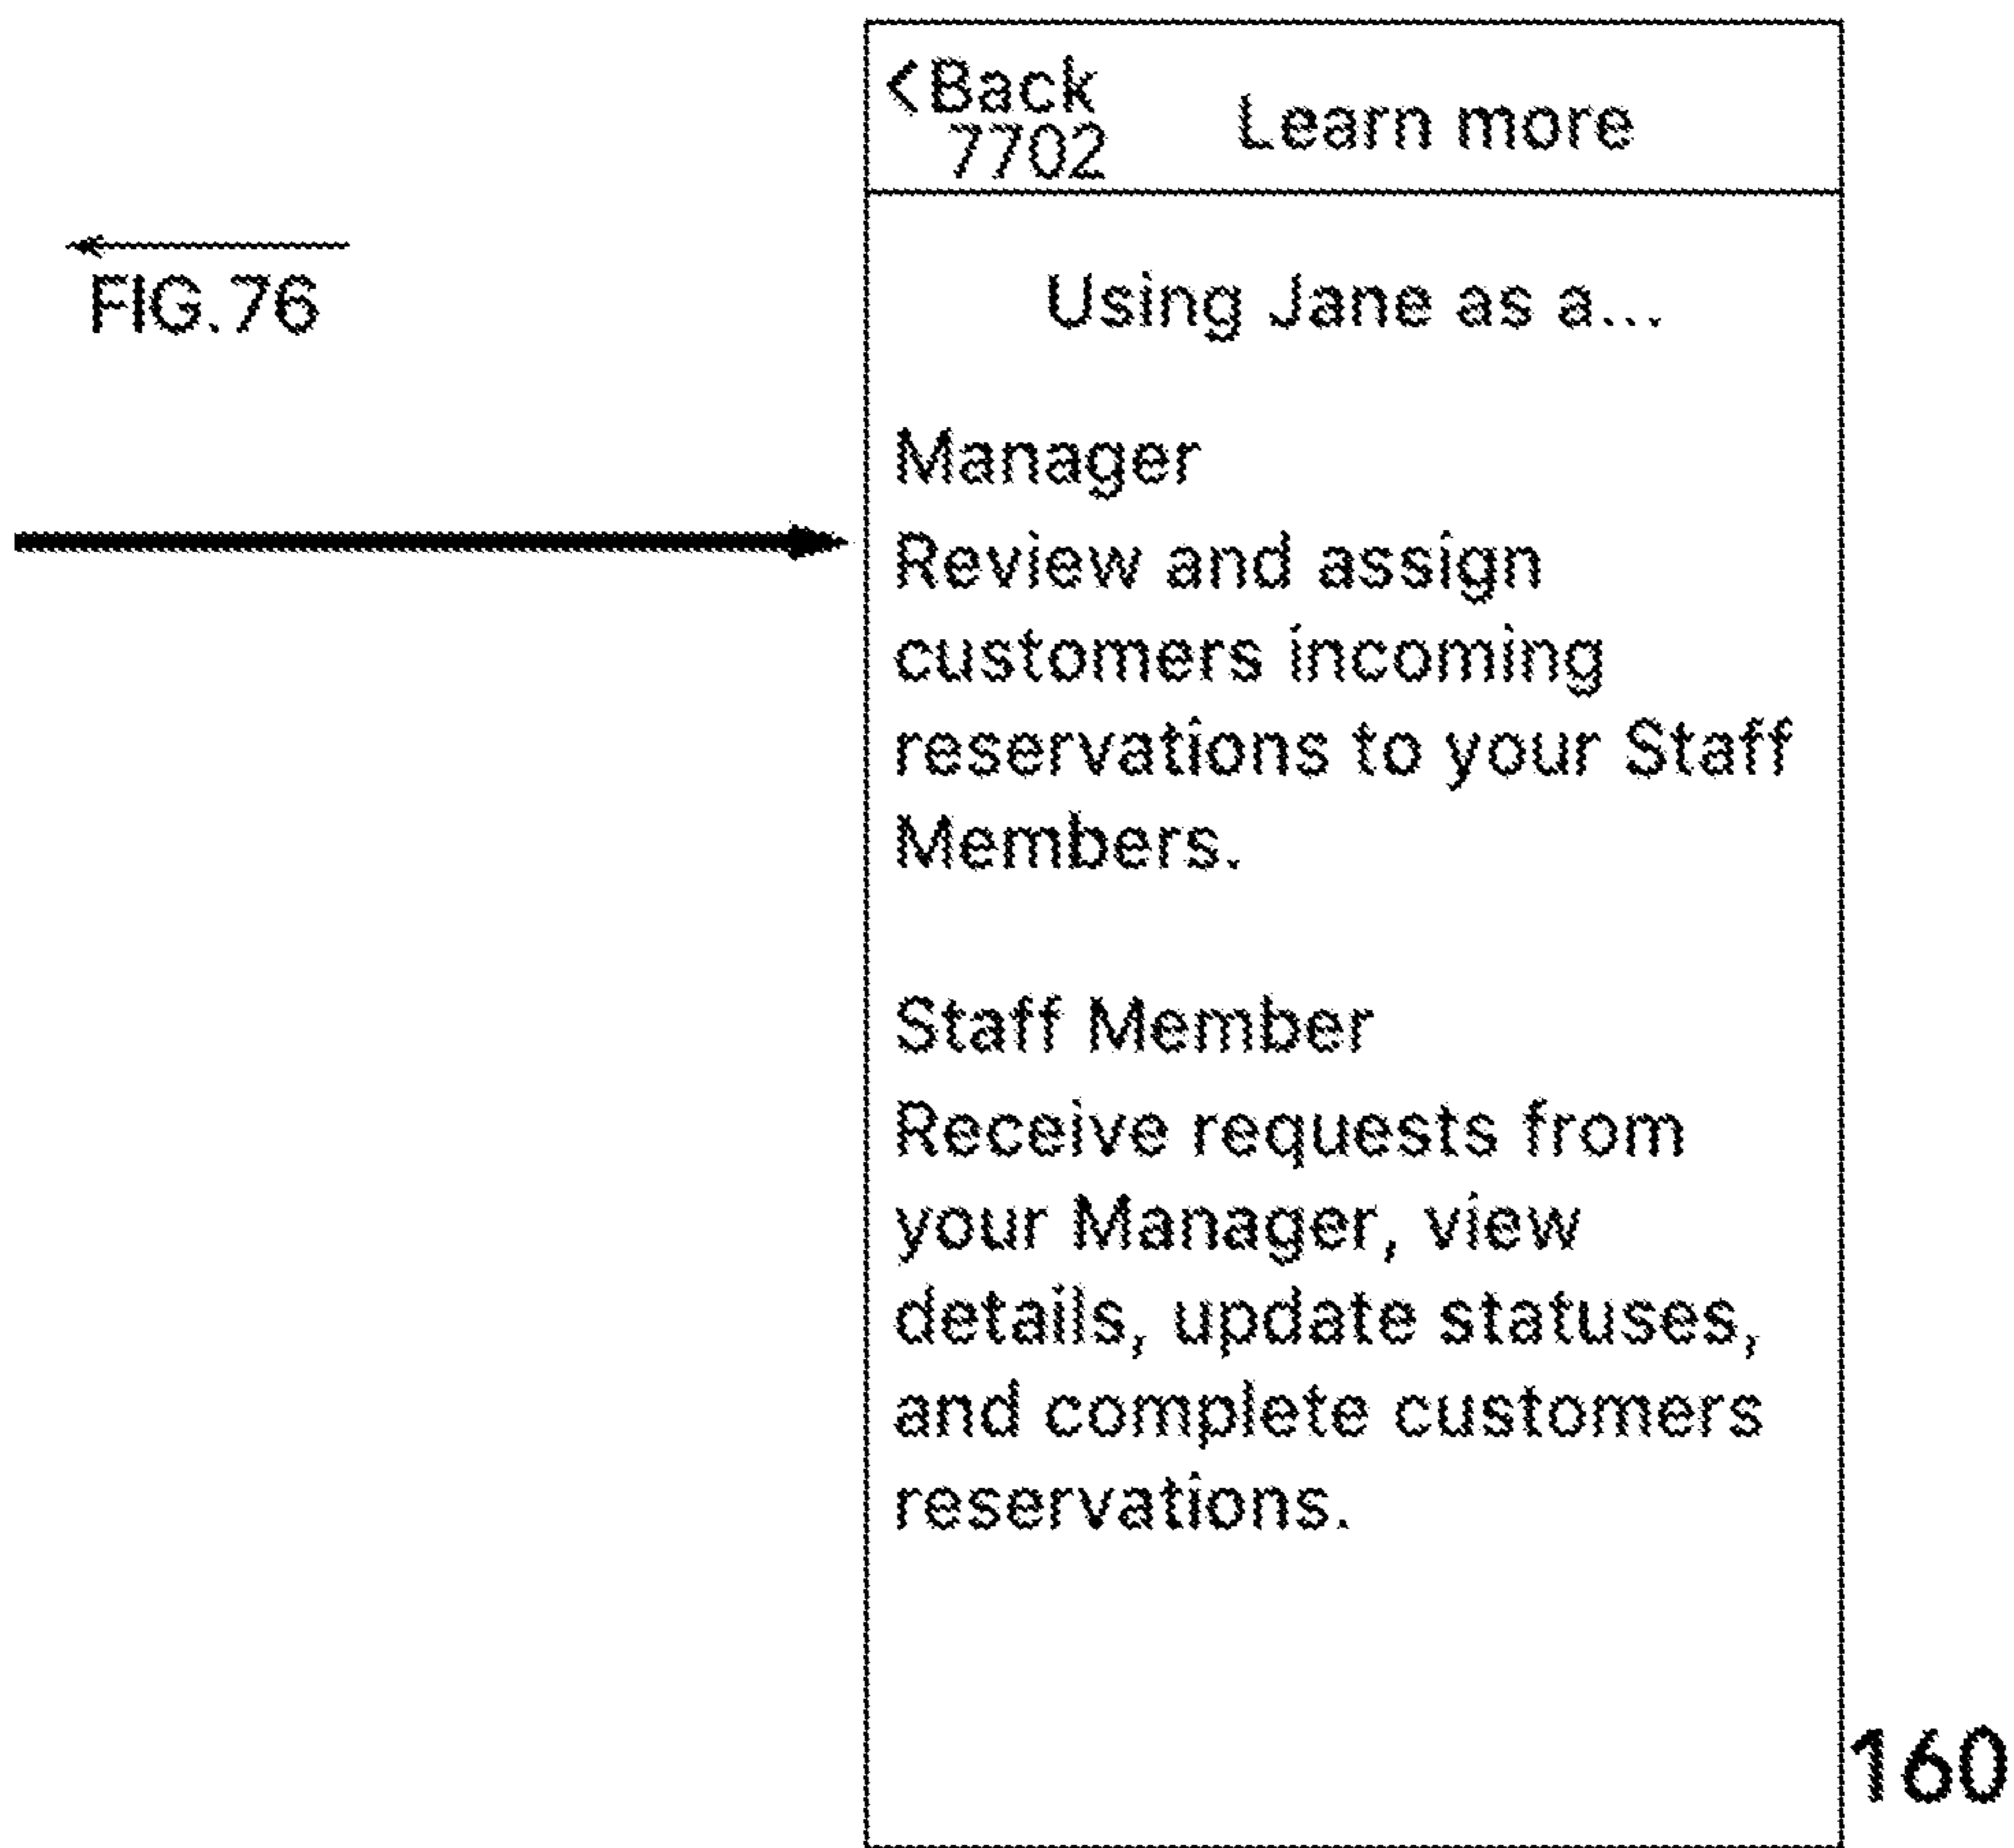 <Back
7702
Learn more
FIG.76
Using Jane as a...
Manager
Review and assign
customers incoming
reservations to your Staff
Members.
Staff Member
Receive requests from
your Manager, view
details, update statuses,
and complete customers
reservations.
160